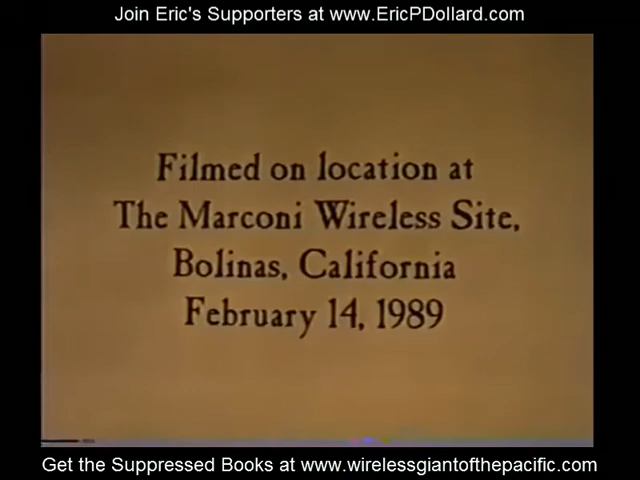 Join Eric's Supporters at www.EricPDollard.com
Filmed on location at
The Marconi Wireless Site,
Bolinas, California
February 14, 1989
Get the Suppressed Books at www.wirelessgiantofthepacific.com